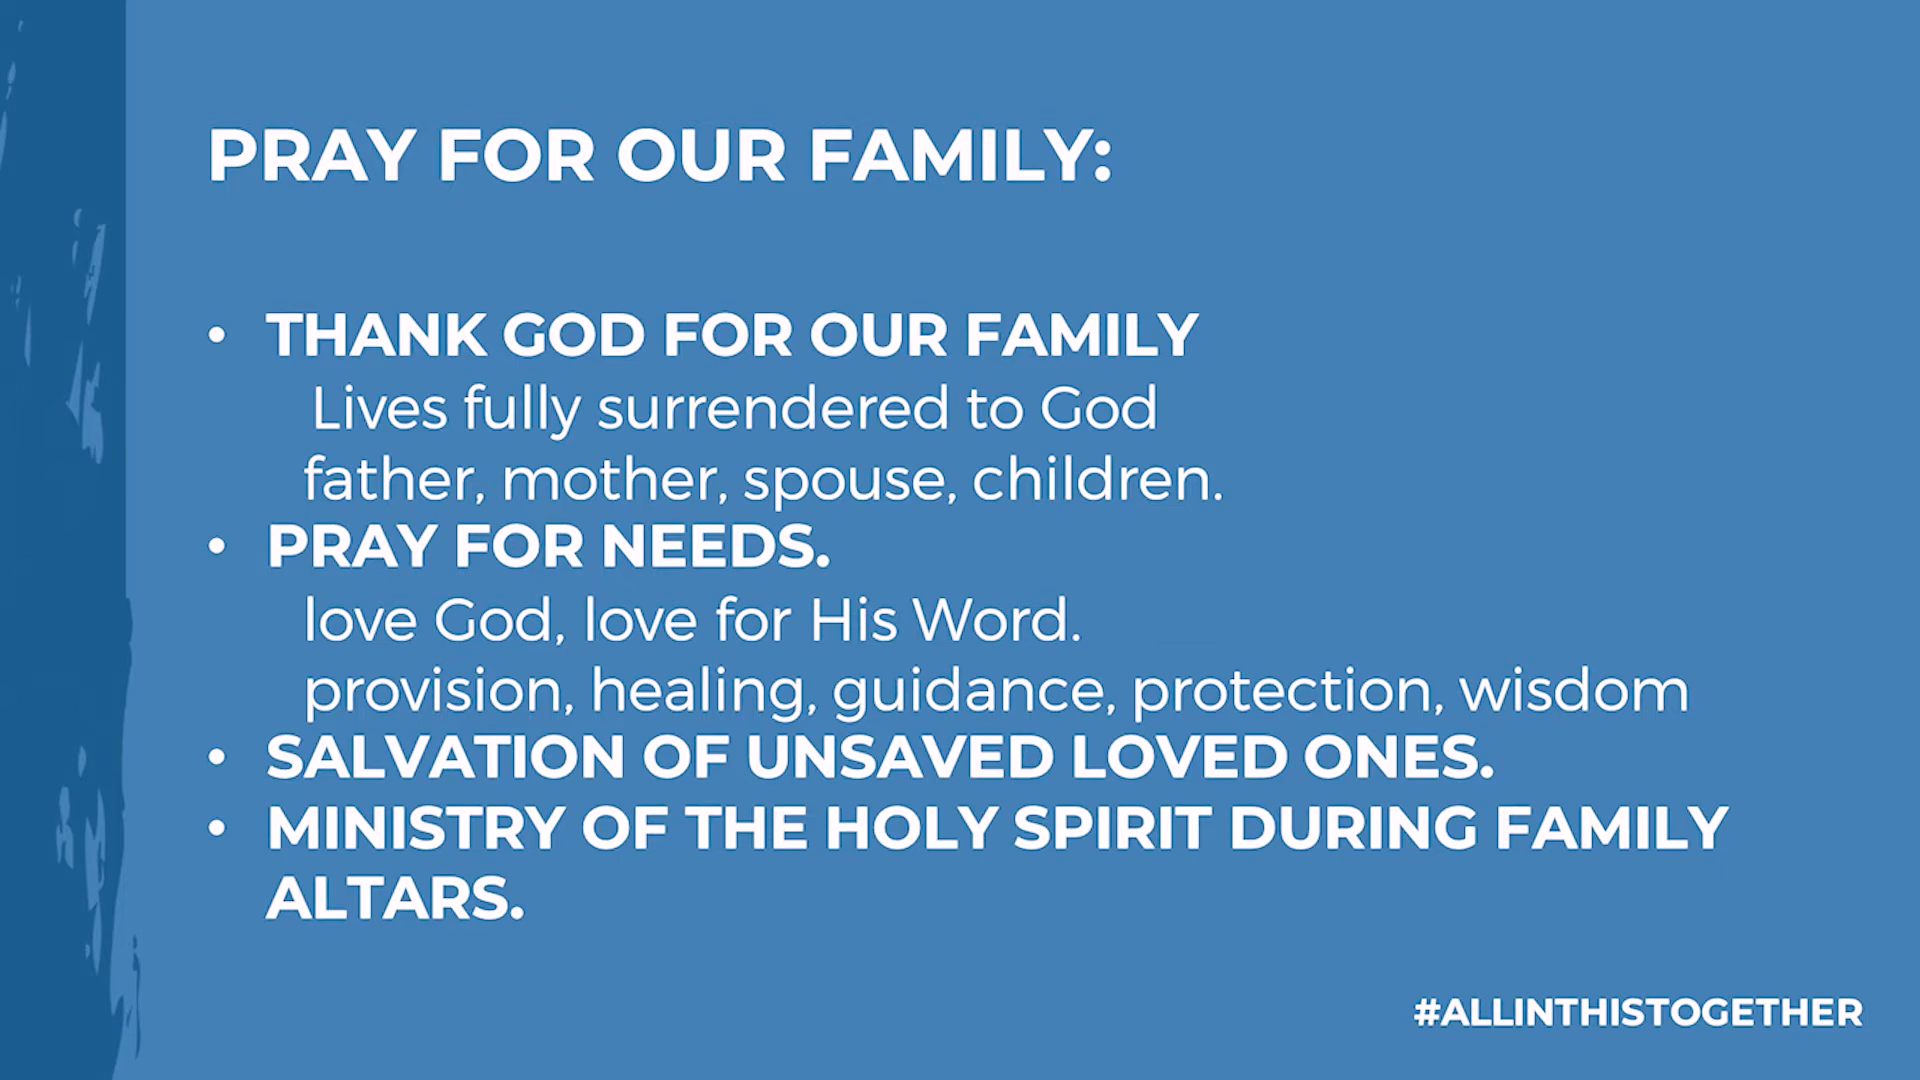 PRAY FOR OUR FAMILY:
• THANK GOD FOR OUR FAMILY
Lives fully surrendered to God
father, mother, spouse, children.
• PRAY FOR NEEDS.
love God, love for His Word.
provision, healing, guidance, protection, wisdom
• SALVATION OF UNSAVED LOVED ONES.
• MINISTRY OF THE HOLY SPIRIT DURING FAMILY
ALTARS.
#ALLINTHISTOGETHER